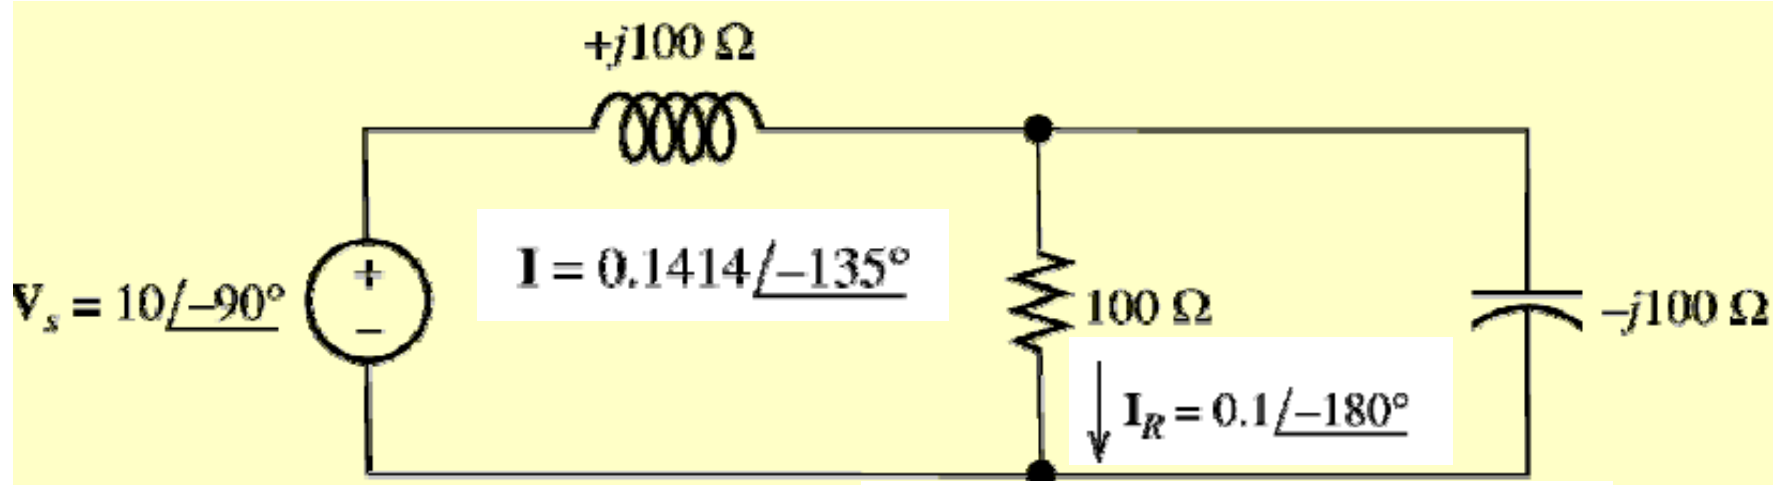 +j100 Ω
I = 0.1414/–135°
+
V_s = 10/–90°
–
100 Ω
–j100 Ω
I_R = 0.1/–180°